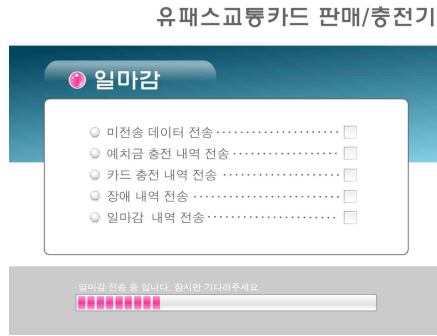 유패스교통카드 판매/충전기
일마감
미전송 데이터 전송
예치금 충전 내역 전송
카드 충전 내역 전송
장애 내역 전송
일마감 내역 전송
일마감 전송 중 입니다. 잠시만 기다려주세요